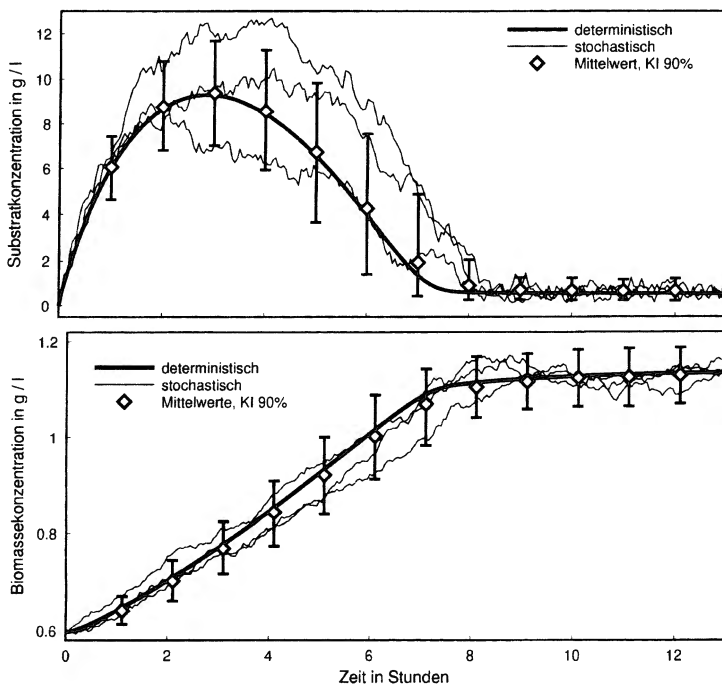 Substratkonzentration in g / l
12
10
8
6
4
2
0
deterministisch
stochastisch
Mittelwert, KI 90%
Biomassekonzentration in g / l
1.2
1
0.8
0.6
deterministisch
stochastisch
Mittelwerte, KI 90%
0 2 4 6 8 10 12
Zeit in Stunden